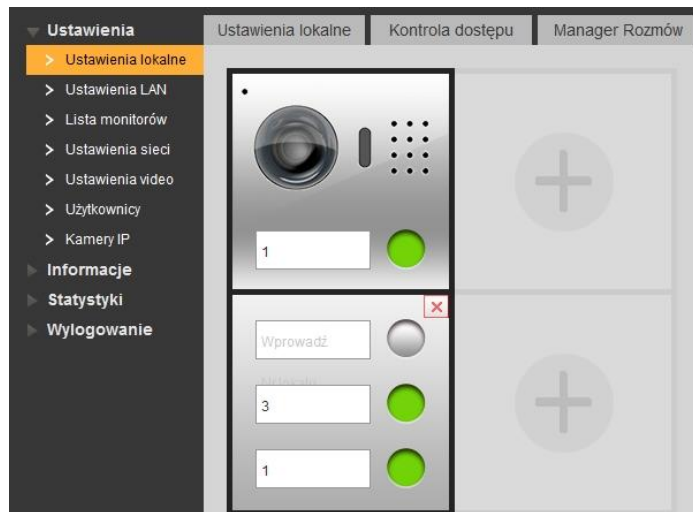 Ustawienia
Ustawienia lokalne
Ustawienia LAN
Lista monitorów
Ustawienia sieci
Ustawienia video
Użytkownicy
Kamery IP
Informacje
Statystyki
Wylogowanie
Ustawienia lokalne
Kontrola dostępu
Manager Rozmów
1
Wprowadź
3
1